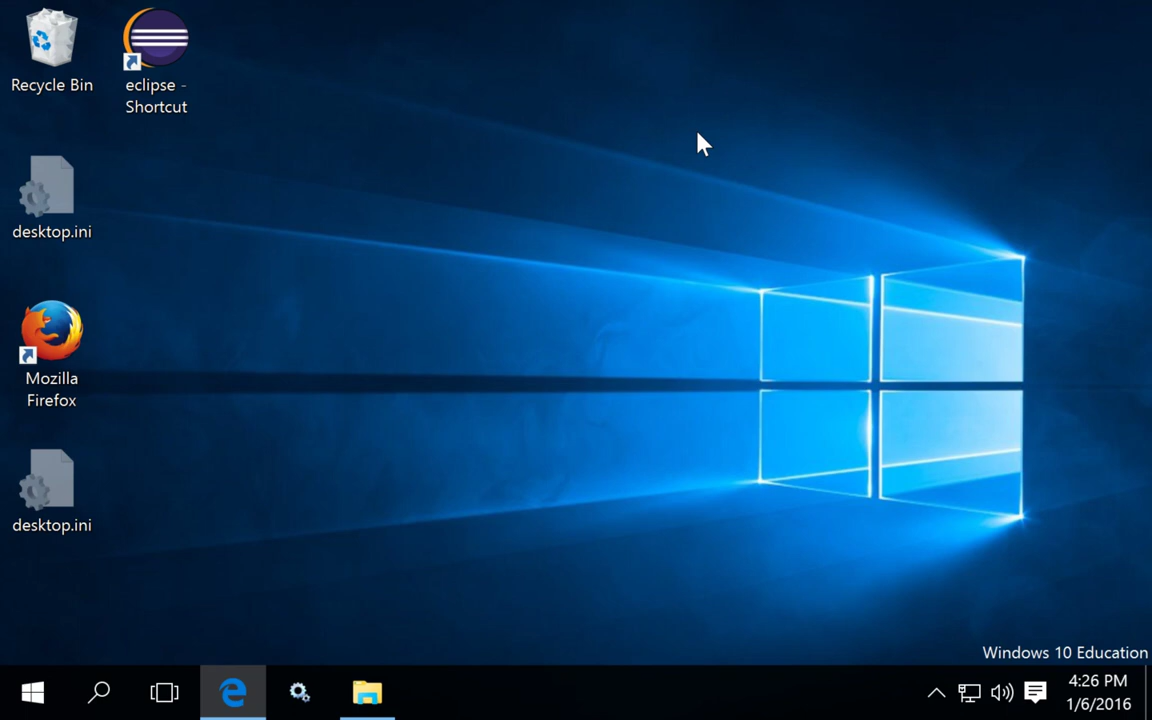 Recycle Bin
eclipse -
Shortcut
desktop.ini
Mozilla
Firefox
desktop.ini
Windows 10 Education
4:26 PM
1/6/2016